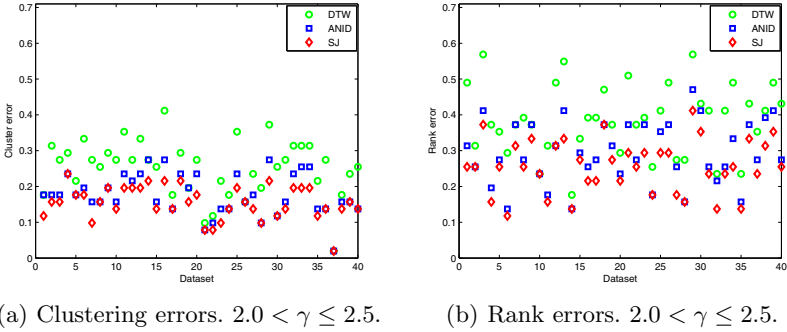 0.7
0.6
0.5
0.4
0.3
0.2
0.1
0
Cluster error
0 5 10 15 20 25 30 35 40
Dataset
DTW
ANID
SJ
0.7
0.6
0.5
0.4
0.3
0.2
0.1
0
Rank error
0 5 10 15 20 25 30 35 40
Dataset
DTW
ANID
SJ
a) Clustering errors. 2.0 < γ ≤ 2.5.
(b) Rank errors. 2.0 < γ ≤ 2.5.